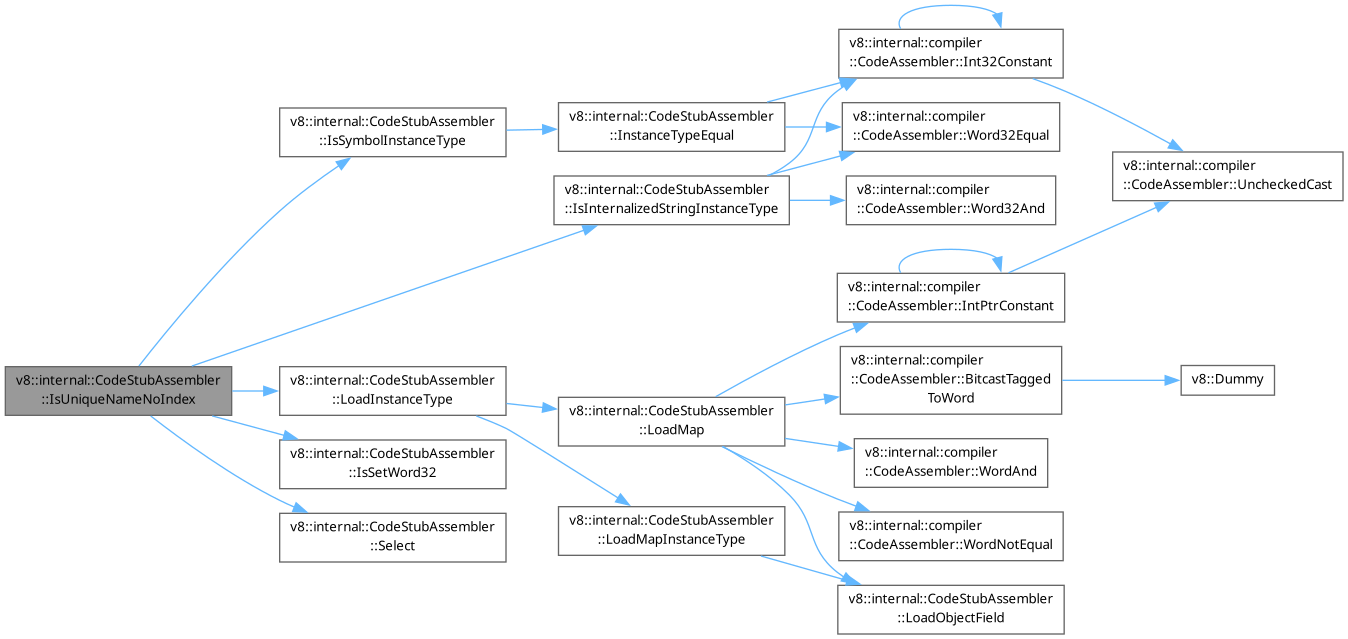 v8::internal::CodeStubAssembler
::IsUniqueNameNoIndex
v8::internal::CodeStubAssembler
::IsSymbolInstanceType
v8::internal::CodeStubAssembler
::LoadInstanceType
v8::internal::CodeStubAssembler
::IsSetWord32
v8::internal::CodeStubAssembler
::Select
v8::internal::CodeStubAssembler
::InstanceTypeEqual
v8::internal::CodeStubAssembler
::IsInternalizedStringInstanceType
v8::internal::CodeStubAssembler
::LoadMap
v8::internal::CodeStubAssembler
::LoadMapInstanceType
v8::internal::compiler
::CodeAssembler::Int32Constant
v8::internal::compiler
::CodeAssembler::Word32Equal
v8::internal::compiler
::CodeAssembler::Word32And
v8::internal::compiler
::CodeAssembler::IntPtrConstant
v8::internal::compiler
::CodeAssembler::BitcastTagged
ToWord
v8::internal::compiler
::CodeAssembler::WordAnd
v8::internal::compiler
::CodeAssembler::WordNotEqual
v8::internal::CodeStubAssembler
::LoadObjectField
v8::internal::compiler
::CodeAssembler::UncheckedCast
v8::Dummy